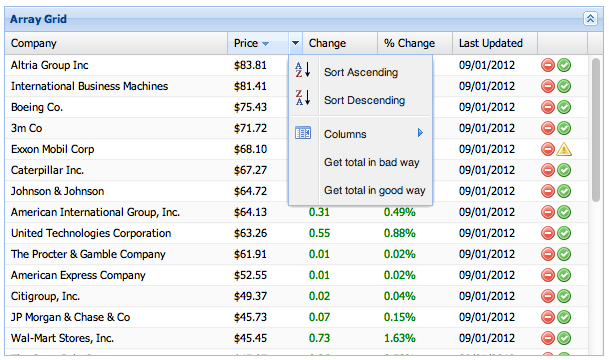 Array Grid
Company Price Change % Change Last Updated
Altria Group Inc $83.81 09/01/2012
Sort Ascending
International Business Machines $81.41 09/01/2012
Sort Descending
Boeing Co. $75.43 09/01/2012
3m Co $71.72 09/01/2012
Columns
Exxon Mobil Corp $68.10 09/01/2012
Get total in bad way
Caterpillar Inc. $67.27 09/01/2012
Get total in good way
Johnson & Johnson $64.72 09/01/2012
American International Group, Inc. $64.13 0.31 0.49% 09/01/2012
United Technologies Corporation $63.26 0.55 0.88% 09/01/2012
The Procter & Gamble Company $61.91 0.01 0.02% 09/01/2012
American Express Company $52.55 0.01 0.02% 09/01/2012
Citigroup, Inc. $49.37 0.02 0.04% 09/01/2012
JP Morgan & Chase & Co $45.73 0.07 0.15% 09/01/2012
Wal-Mart Stores, Inc. $45.45 0.73 1.63% 09/01/2012